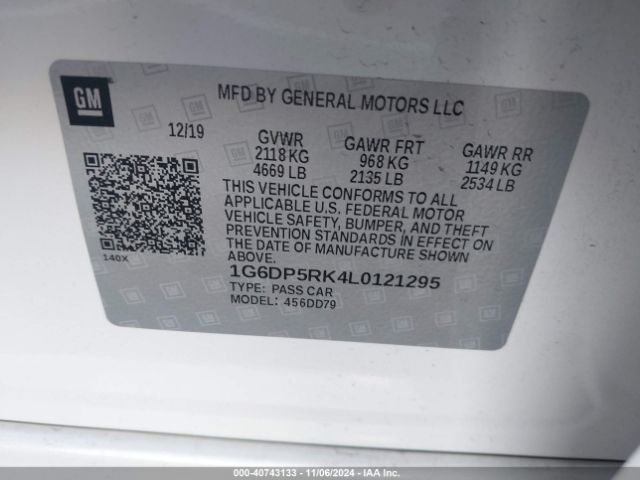 GM
MFD BY GENERAL MOTORS LLC
12/19
GVWR
2118 KG
4669 LB
GAWR FRT
968 KG
2135 LB
GAWR RR
1149 KG
2534 LB
THIS VEHICLE CONFORMS TO ALL
APPLICABLE U.S. FEDERAL MOTOR
VEHICLE SAFETY, BUMPER, AND THEFT
PREVENTION STANDARDS IN EFFECT ON
THE DATE OF MANUFACTURE SHOWN
ABOVE.
140X
1G6DP5RK4L0121295
TYPE: PASS CAR
MODEL: 456DD79
000-40743133 - 11/06/2024 - IAAI.COM